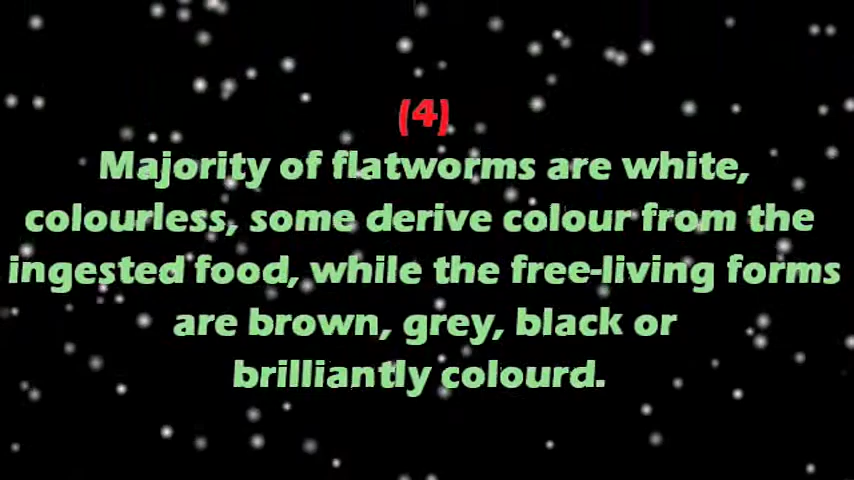 (4)
Majority of flatworms are white,
colourless, some derive colour from the
ingested food, while the free-living forms
are brown, grey, black or
brilliantly colourd.